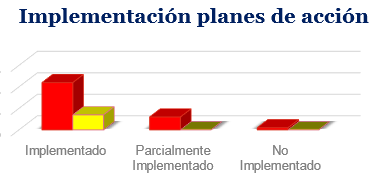 Implementación planes de acción
Implementado
Parcialmente
Implementado
No
Implementado